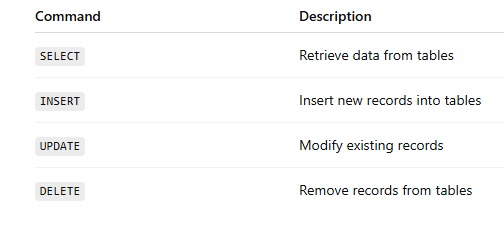 Command Description
SELECT Retrieve data from tables
INSERT Insert new records into tables
UPDATE Modify existing records
DELETE Remove records from tables